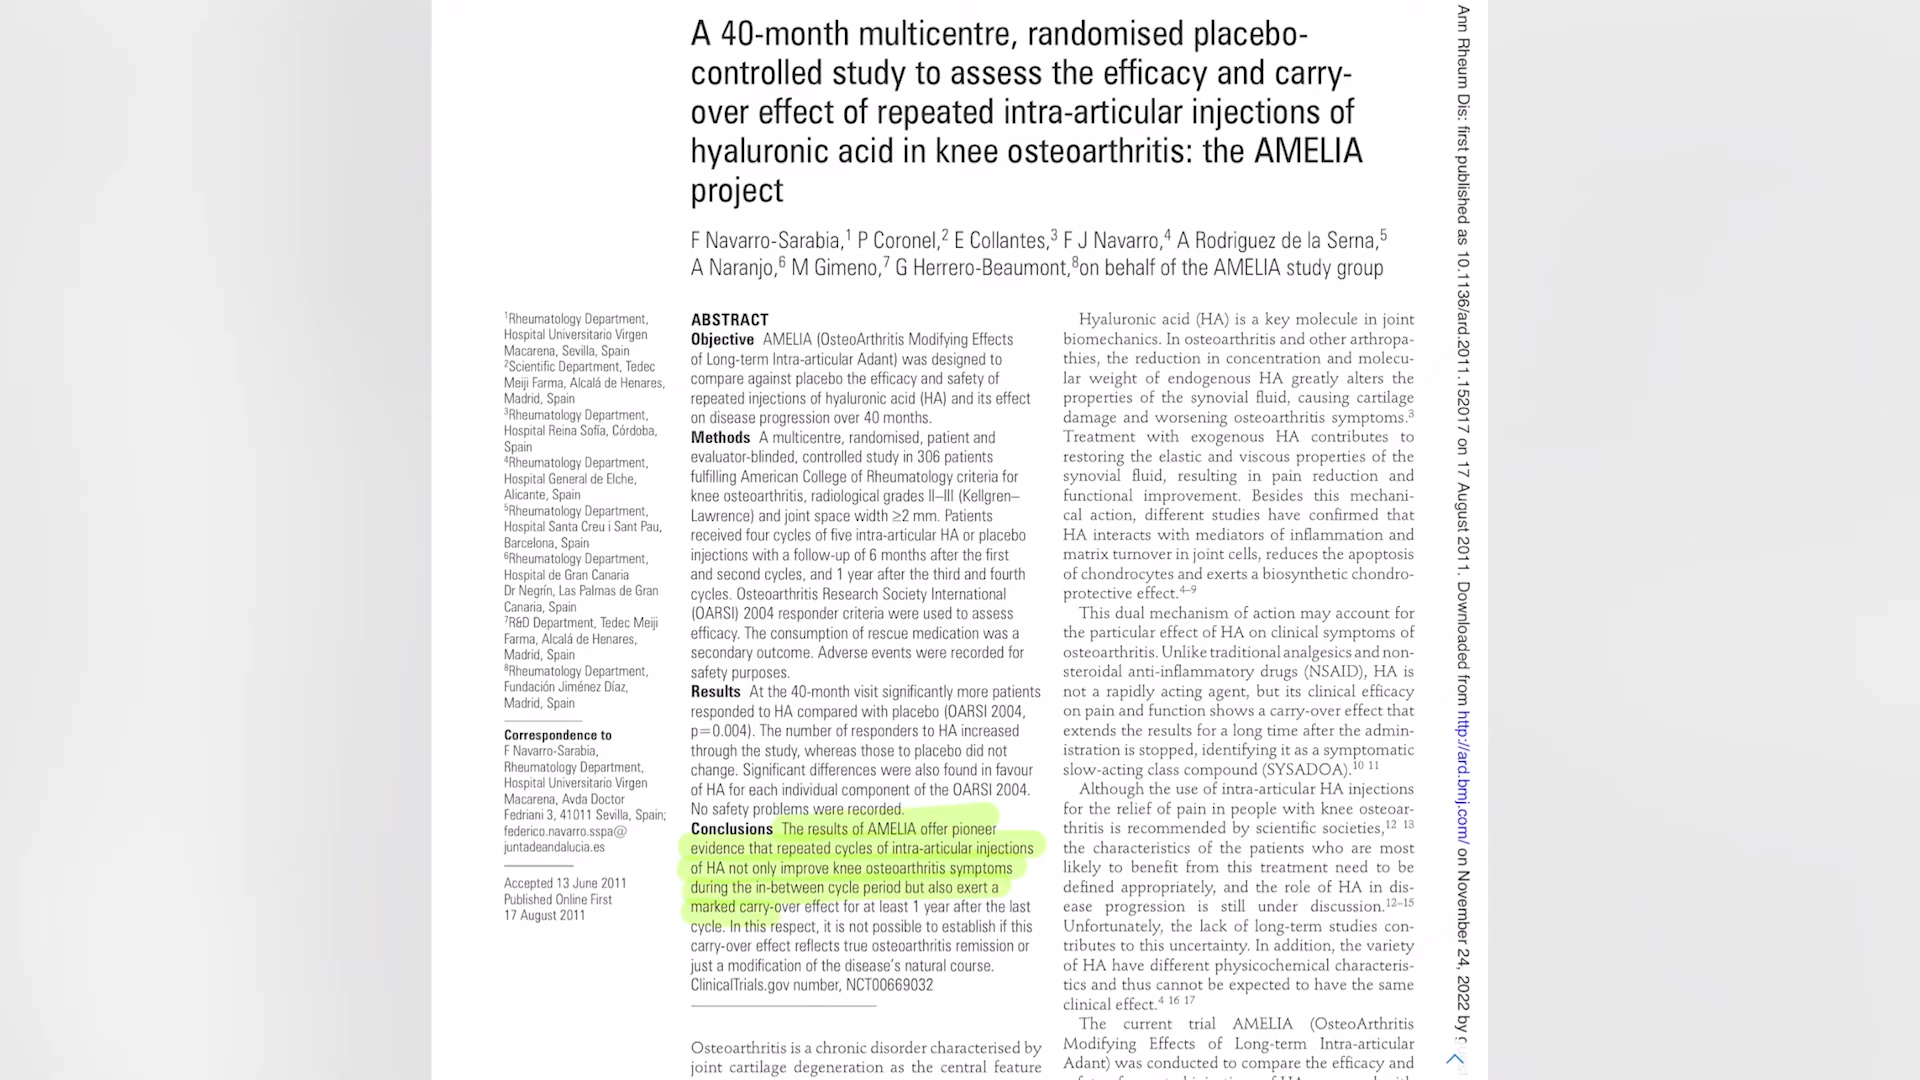 A 40-month multicentre, randomised placebo-
controlled study to assess the efficacy and carry-
over effect of repeated intra-articular injections of
hyaluronic acid in knee osteoarthritis: the AMELIA
project
F Navarro-Sarabia,1 P Coronel,2 E Collantes,3 F J Navarro,4 A Rodriguez de la Serna,5
A Naranjo,6 M Gimeno,7 G Herrero-Beaumont,8on behalf of the AMELIA study group
1Rheumatology Department,
Hospital Universitario Virgen
Macarena, Sevilla, Spain
2Scientific Department, Tedec
Meiji Farma, Alcalá de Henares,
Madrid, Spain
3Rheumatology Department,
Hospital Reina Sofía, Córdoba,
Spain
4Rheumatology Department,
Hospital General de Elche,
Alicante, Spain
5Rheumatology Department,
Hospital Santa Creu i Sant Pau,
Barcelona, Spain
6Rheumatology Department,
Hospital de Gran Canaria
Dr Negrín, Las Palmas de Gran
Canaria, Spain
7R&D Department, Tedec Meiji
Farma, Alcalá de Henares,
Madrid, Spain
8Rheumatology Department,
Fundación Jiménez Díaz,
Madrid, Spain
Correspondence to
F Navarro-Sarabia,
Rheumatology Department,
Hospital Universitario Virgen
Macarena, Avda Doctor
Fedriani 3, 41011 Sevilla, Spain;
federico.navarro.sspa@
juntadeandalucia.es
Accepted 13 June 2011
Published Online First
17 August 2011
ABSTRACT
Objective AMELIA (OsteoArthritis Modifying Effects
of Long-term Intra-articular Adant) was designed to
compare against placebo the efficacy and safety of
repeated injections of hyaluronic acid (HA) and its effect
on disease progression over 40 months.
Methods A multicentre, randomised, patient and
evaluator-blinded, controlled study in 306 patients
fulfilling American College of Rheumatology criteria for
knee osteoarthritis, radiological grades II–III (Kellgren–
Lawrence) and joint space width ≥2 mm. Patients
received four cycles of five intra-articular HA or placebo
injections with a follow-up of 6 months after the first
and second cycles, and 1 year after the third and fourth
cycles. Osteoarthritis Research Society International
(OARSI) 2004 responder criteria were used to assess
efficacy. The consumption of rescue medication was a
secondary outcome. Adverse events were recorded for
safety purposes.
Results At the 40-month visit significantly more patients
responded to HA compared with placebo (OARSI 2004,
p=0.004). The number of responders to HA increased
through the study, whereas those to placebo did not
change. Significant differences were also found in favour
of HA for each individual component of the OARSI 2004.
No safety problems were recorded.
Conclusions The results of AMELIA offer pioneer
evidence that repeated cycles of intra-articular injections
of HA not only improve knee osteoarthritis symptoms
during the in-between cycle period but also exert a
marked carry-over effect for at least 1 year after the last
cycle. In this respect, it is not possible to establish if this
carry-over effect reflects true osteoarthritis remission or
just a modification of the disease's natural course.
ClinicalTrials.gov number, NCT00669032
Osteoarthritis is a chronic disorder characterised by
joint cartilage degeneration as the central feature
Hyaluronic acid (HA) is a key molecule in joint
biomechanics. In osteoarthritis and other arthropa-
thies, the reduction in concentration and molecu-
lar weight of endogenous HA greatly alters the
properties of the synovial fluid, causing cartilage
damage and worsening osteoarthritis symptoms.3
Treatment with exogenous HA contributes to
restoring the elastic and viscous properties of the
synovial fluid, resulting in pain reduction and
functional improvement. Besides this mechani-
cal action, different studies have confirmed that
HA interacts with mediators of inflammation and
matrix turnover in joint cells, reduces the apoptosis
of chondrocytes and exerts a biosynthetic chondro-
protective effect.4–9
This dual mechanism of action may account for
the particular effect of HA on clinical symptoms of
osteoarthritis. Unlike traditional analgesics and non-
steroidal anti-inflammatory drugs (NSAID), HA is
not a rapidly acting agent, but its clinical efficacy
on pain and function shows a carry-over effect that
extends the results for a long time after the admin-
istration is stopped, identifying it as a symptomatic
slow-acting class compound (SYSADOA).10 11
Although the use of intra-articular HA injections
for the relief of pain in people with knee osteoar-
thritis is recommended by scientific societies,12 13
the characteristics of the patients who are most
likely to benefit from this treatment need to be
defined appropriately, and the role of HA in dis-
ease progression is still under discussion.12–15
Unfortunately, the lack of long-term studies con-
tributes to this uncertainty. In addition, the variety
of HA have different physicochemical characteris-
tics and thus cannot be expected to have the same
clinical effect.4 16 17
The current trial AMELIA (OsteoArthritis
Modifying Effects of Long-term Intra-articular
Adant) was conducted to compare the efficacy and
Ann Rheum Dis: first published as 10.1136/ard.2011.152017 on 17 August 2011. Downloaded from http://ard.bmj.com/ on November 24, 2022 by